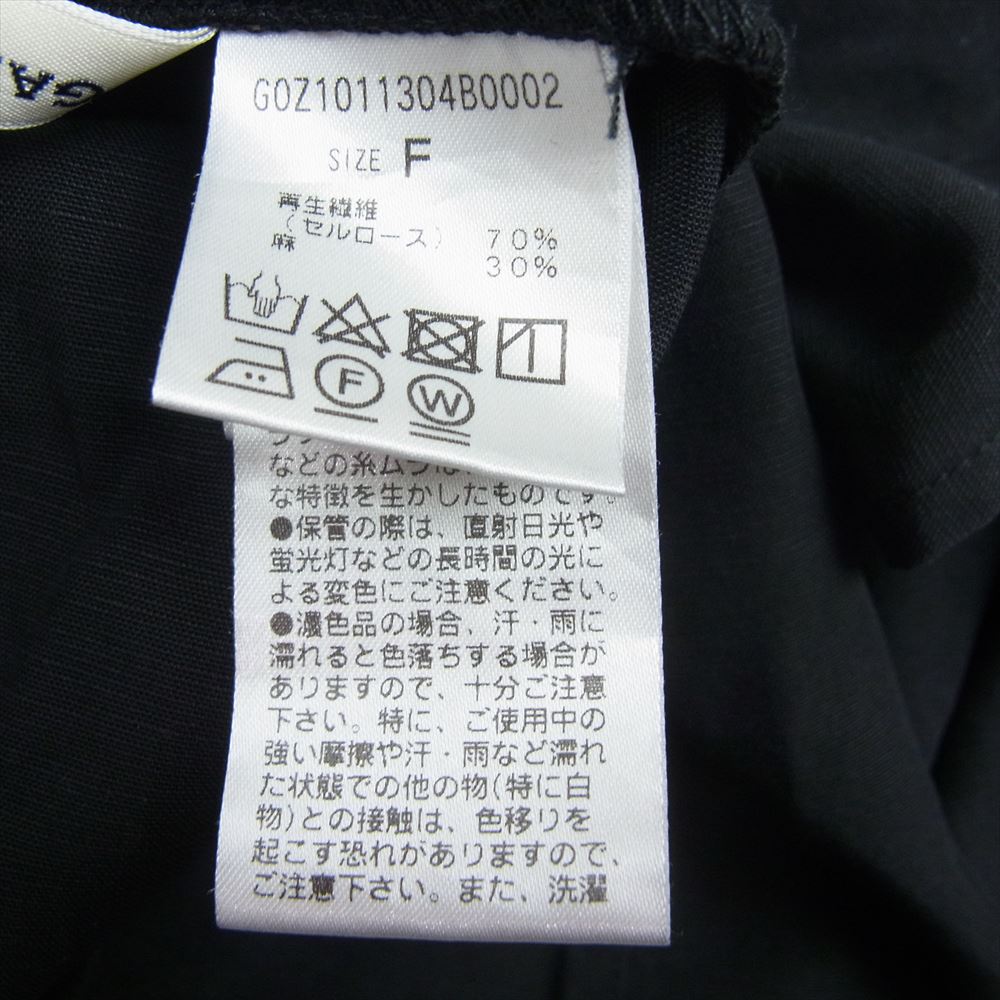 GA
G0Z1011304B0002
SIZE F
再生繊維
(セルロース) 70%
麻 30%
F
W
などの糸ムラは
な特徴を生かしたものです。
●保管の際は、直射日光や
蛍光灯などの長時間の光に
よる変色にご注意ください。
●濃色品の場合、汗・雨に
濡れると色落ちする場合が
ありますので、十分ご注意
下さい。特に、ご使用中の
強い摩擦や汗・雨など濡れ
た状態での他の物(特に白
物)との接触は、色移りを
起こす恐れがありますので、
ご注意下さい。また、洗濯